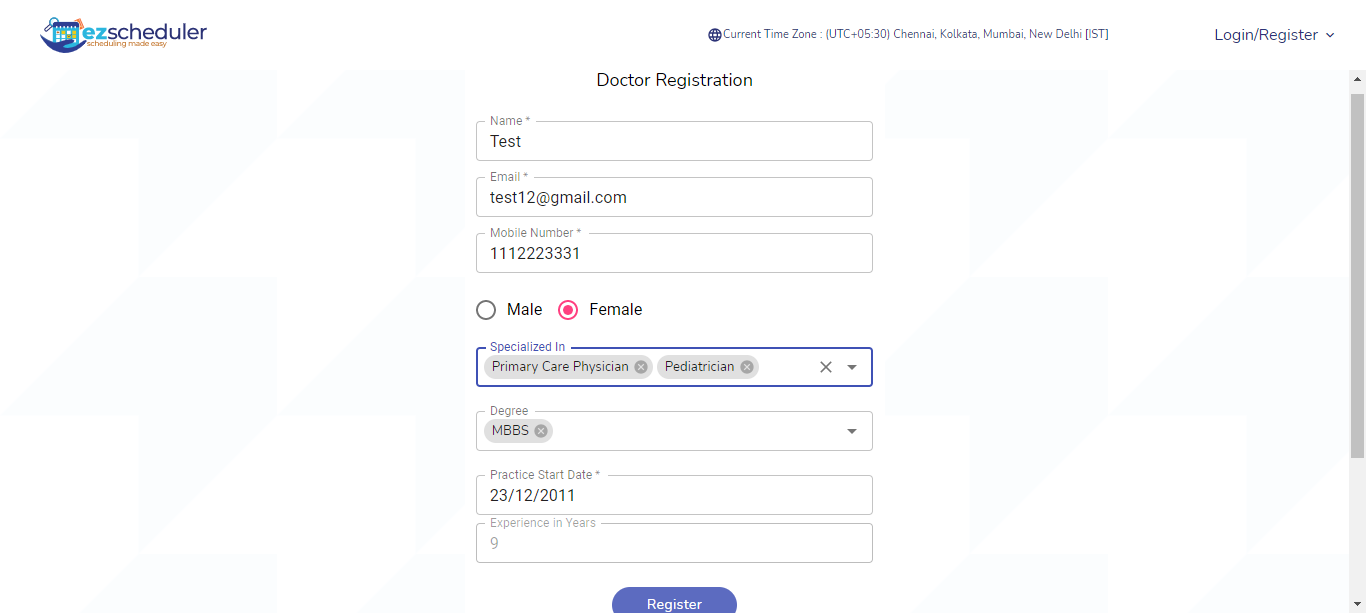 ezscheduler
scheduling made easy
Current Time Zone : (UTC+05:30) Chennai, Kolkata, Mumbai, New Delhi [IST]
Login/Register
Doctor Registration
Name *
Test
Email *
test12@gmail.com
Mobile Number *
1112223331
Male Female
Specialized In
Primary Care Physician Pediatrician
Degree
MBBS
Practice Start Date *
23/12/2011
Experience in Years
9
Register